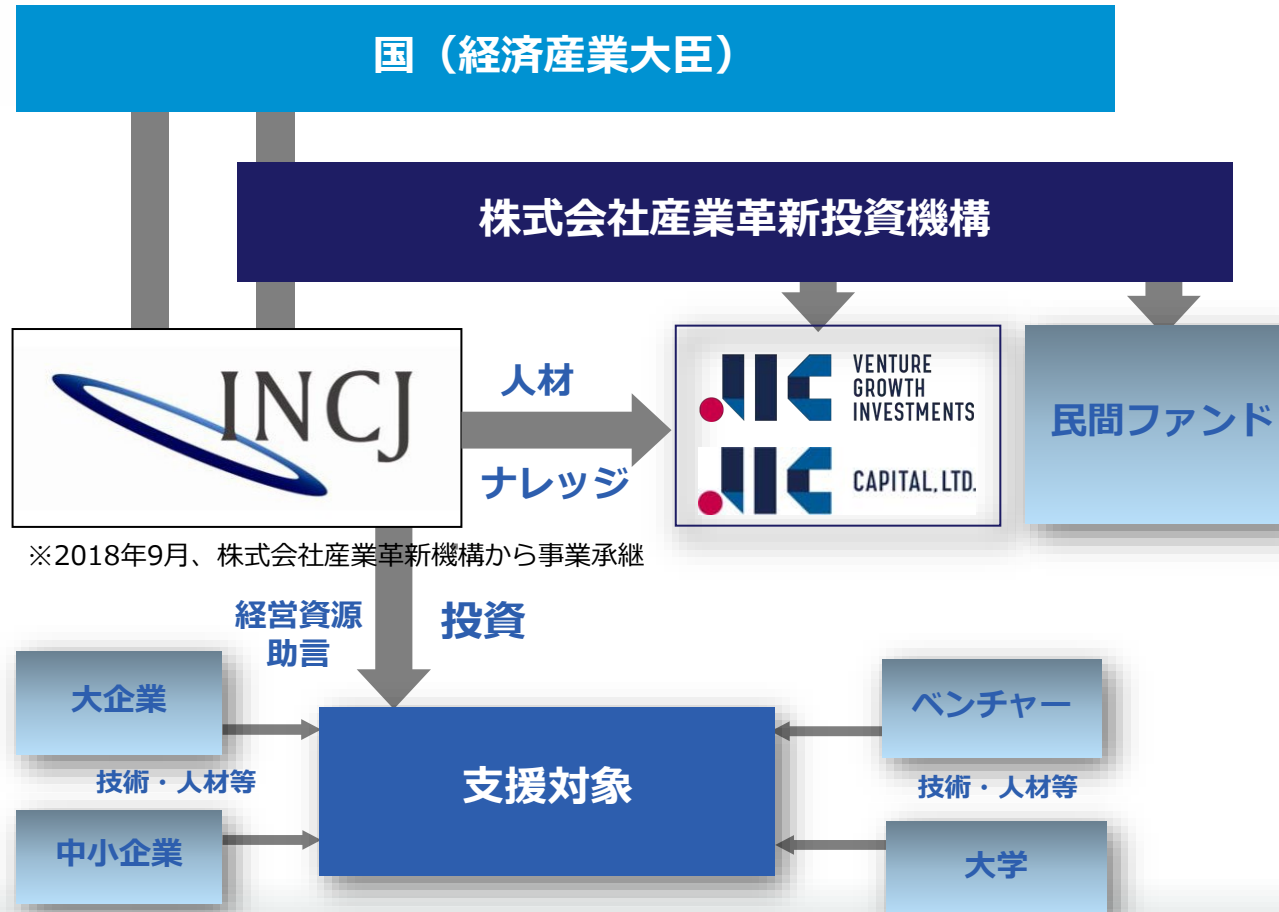 国（経済産業大臣）
株式会社産業革新投資機構
INCJ
人材
ナレッジ
JIC
VENTURE
GROWTH
INVESTMENTS
JIC
CAPITAL, LTD.
民間ファンド
※2018年9月、株式会社産業革新機構から事業承継
経営資源
助言
投資
大企業
技術・人材等
中小企業
支援対象
ベンチャー
技術・人材等
大学